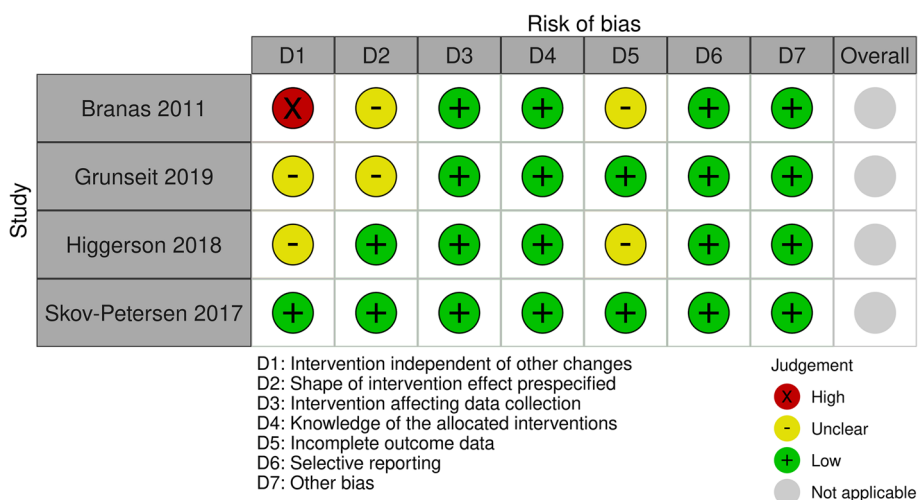 Risk of bias
D1 D2 D3 D4 D5 D6 D7 Overall
Study
Branas 2011 X - + + - + +
Grunseit 2019 - - + + + + +
Higgerson 2018 - + + + - + +
Skov-Petersen 2017 + + + + + + +
D1: Intervention independent of other changes
D2: Shape of intervention effect prespecified
D3: Intervention affecting data collection
D4: Knowledge of the allocated interventions
D5: Incomplete outcome data
D6: Selective reporting
D7: Other bias
Judgement
X High
- Unclear
+ Low
Not applicable